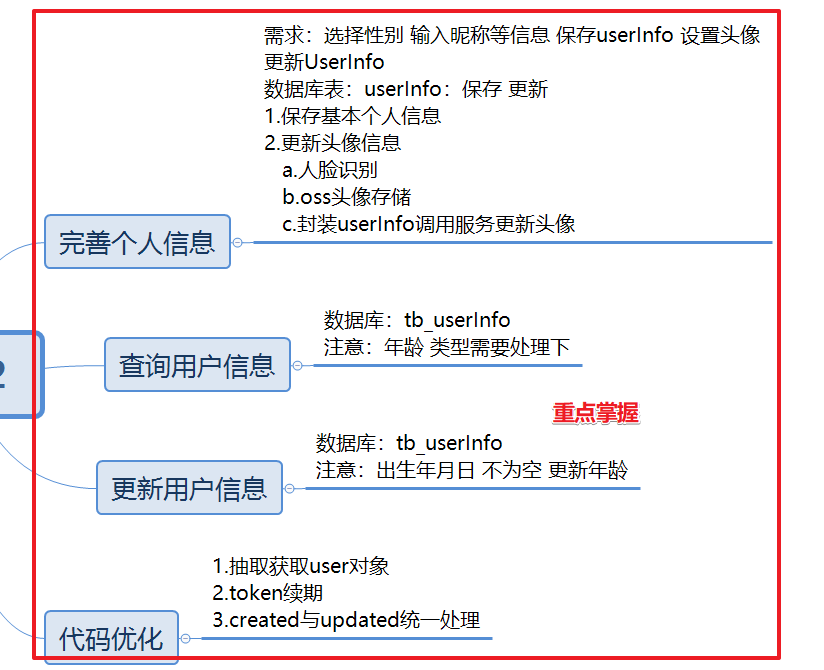 需求：选择性别 输入昵称等信息 保存userInfo 设置头像
更新UserInfo
数据库表：userInfo：保存 更新
1.保存基本个人信息
2.更新头像信息
a.人脸识别
b.oss头像存储
c.封装userInfo调用服务更新头像
完善个人信息
数据库：tb_userInfo
注意：年龄 类型需要处理下
查询用户信息
2
重点掌握
数据库：tb_userInfo
注意：出生年月日 不为空 更新年龄
更新用户信息
1.抽取获取user对象
2.token续期
3.created与updated统一处理
代码优化